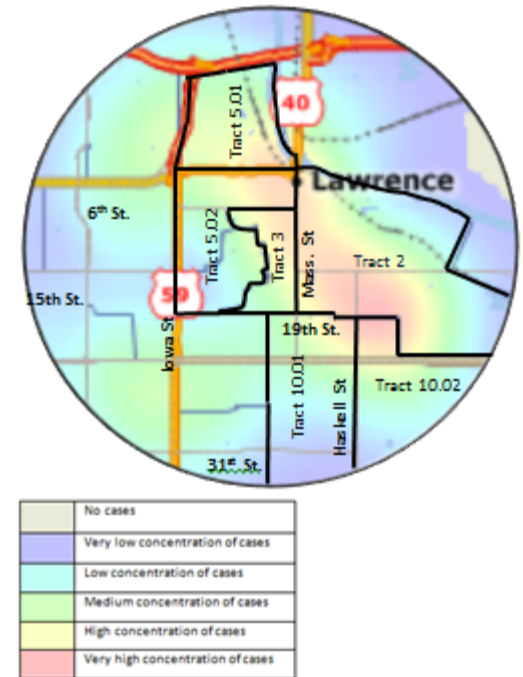 40
Tract 5.01
Lawrence
6th St.
Tract 5.02
Tract 3
Mass. St
Tract 2
59
15th St.
Iowa St
19th St.
Tract 10.01
Haskell St
Tract 10.02
31st St.
No cases
Very low concentration of cases
Low concentration of cases
Medium concentration of cases
High concentration of cases
Very high concentration of cases